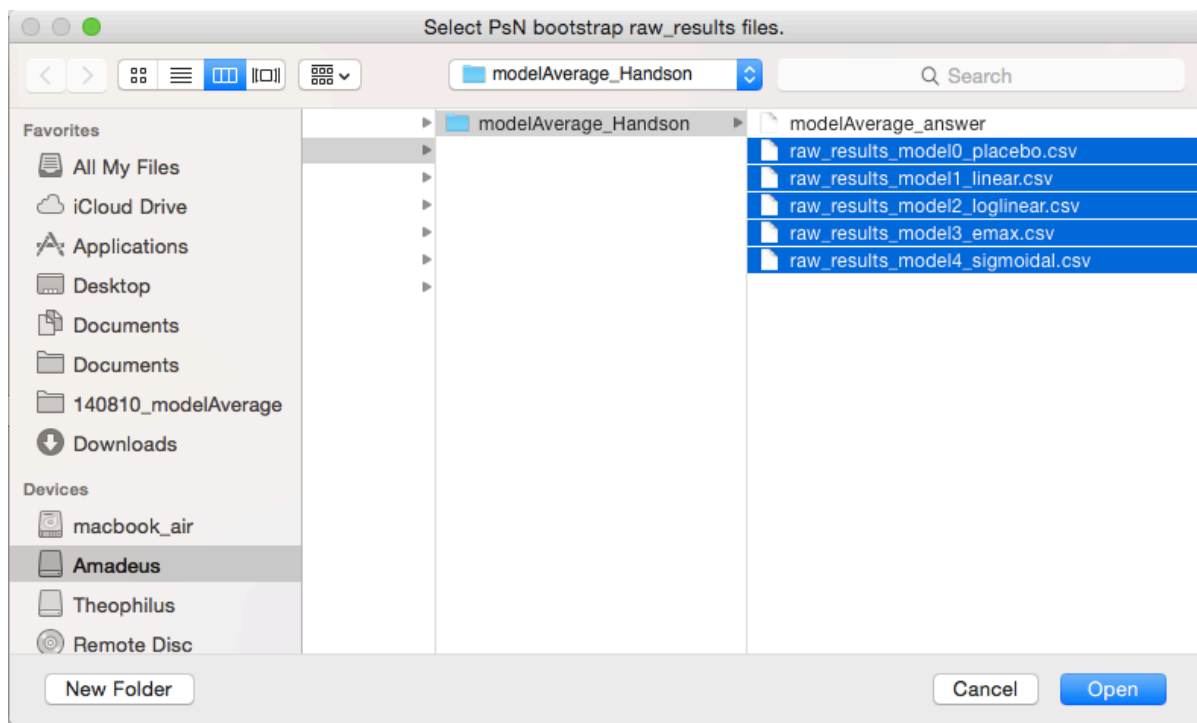 Select PsN bootstrap raw_results files.
modelAverage_Handson
Search
Favorites
All My Files
iCloud Drive
Applications
Desktop
Documents
Documents
140810_modelAverage
Downloads
Devices
macbook_air
Amadeus
Theophilus
Remote Disc
modelAverage_Handson
modelAverage_answer
raw_results_model0_placebo.csv
raw_results_model1_linear.csv
raw_results_model2_loglinear.csv
raw_results_model3_emax.csv
raw_results_model4_sigmoidal.csv
New Folder
Cancel
Open